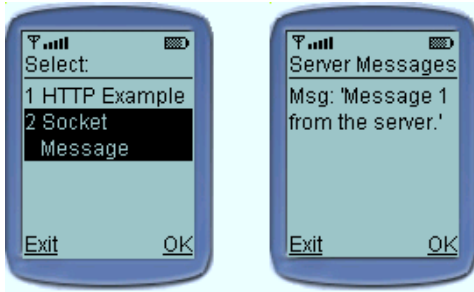 Select:
1 HTTP Example
2 Socket
Message
Exit OK
Server Messages
Msg: 'Message 1
from the server.'
Exit OK